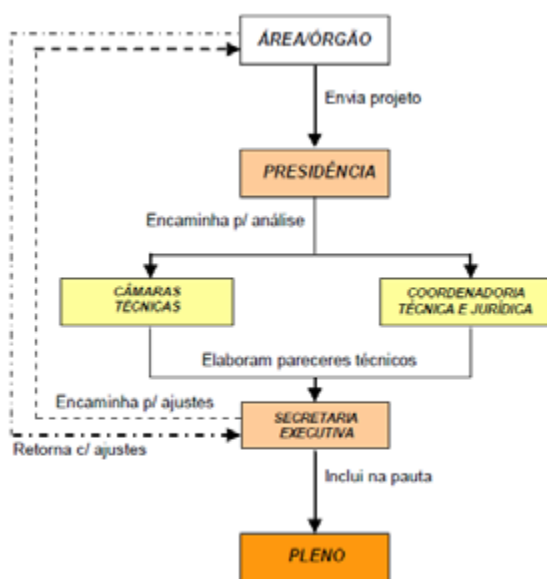 ÁREA/ÓRGÃO
Envia projeto
PRESIDÊNCIA
Encaminha p/ análise
CÂMARAS
TÉCNICAS
COORDENADORIA
TÉCNICA E JURÍDICA
Elaboram pareceres técnicos
Encaminha p/ ajustes
SECRETARIA
EXECUTIVA
Retorna c/ ajustes
Inclui na pauta
PLENO